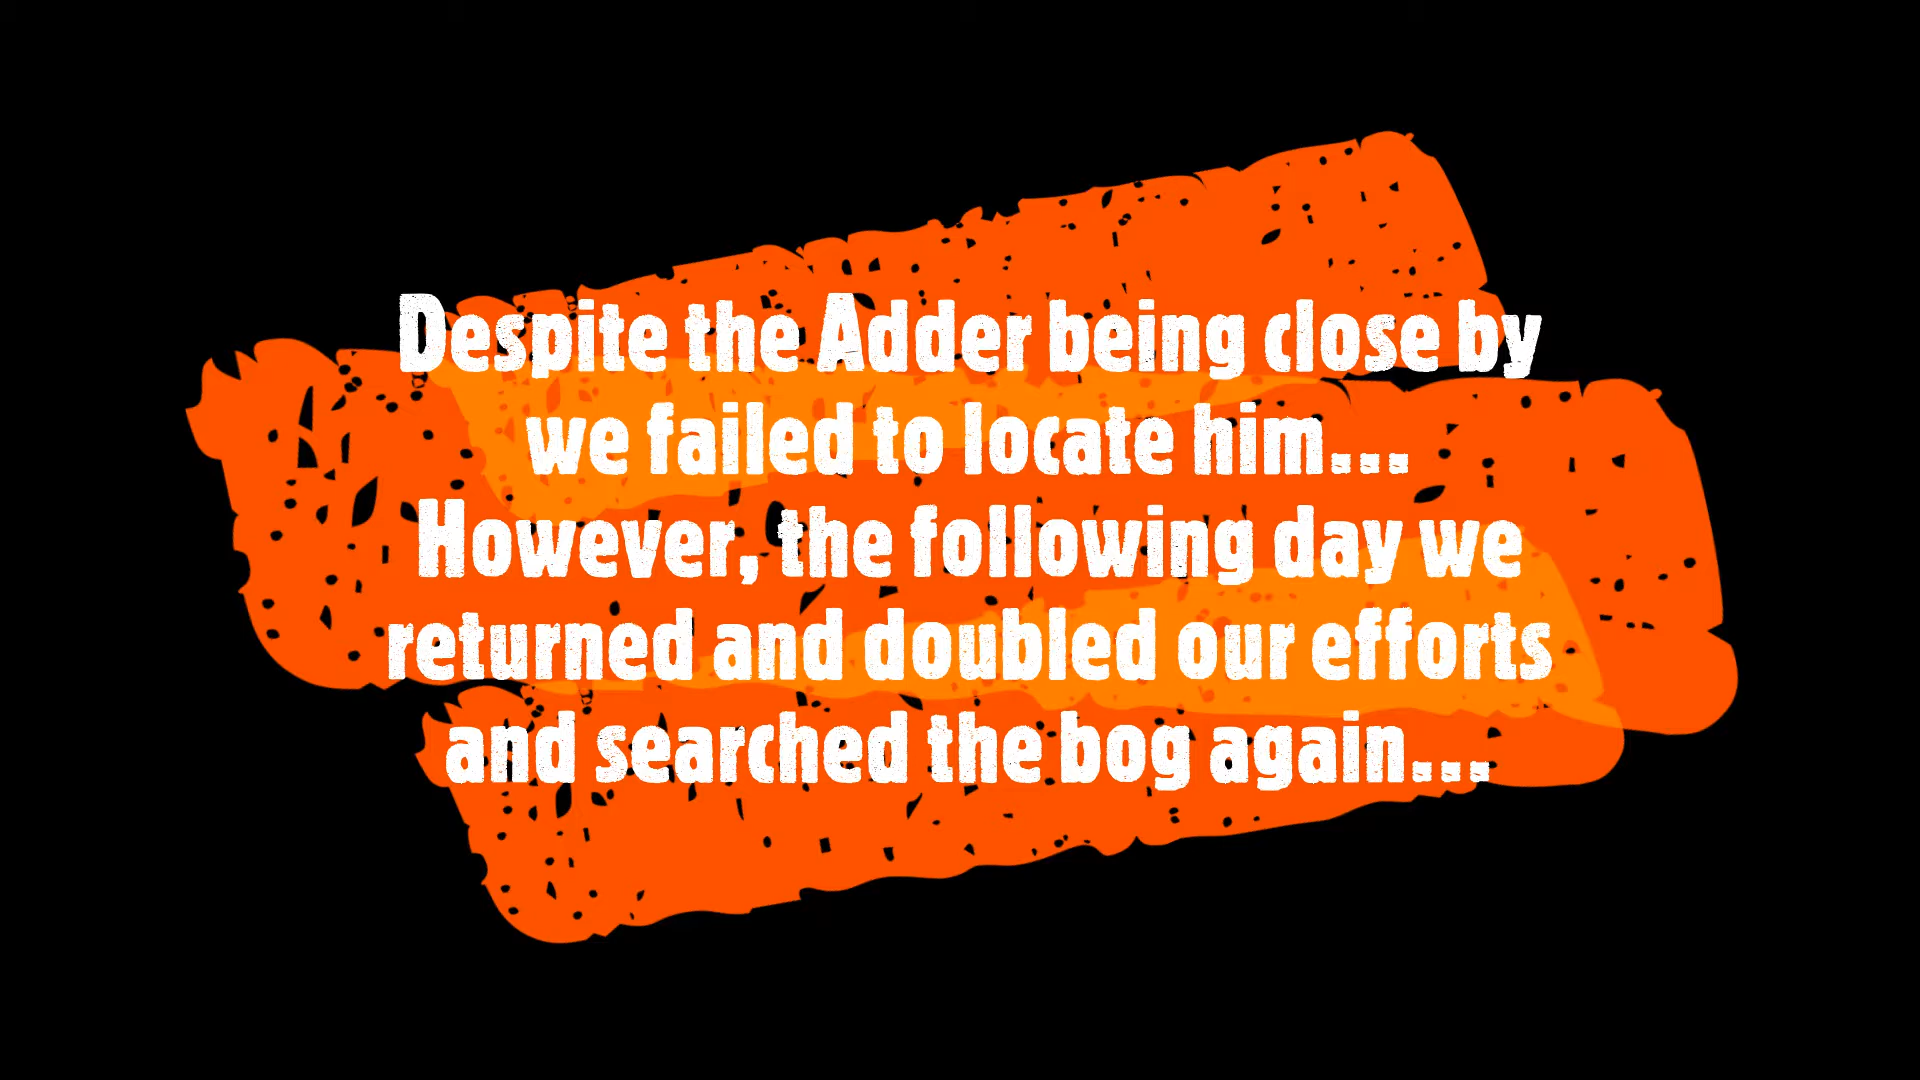 Despite the Adder being close by
we failed to locate him...
However, the following day we
returned and doubled our efforts
and searched the bog again...